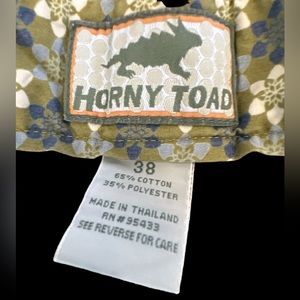 HORNY TOAD
38
65% COTTON
35% POLYESTER
MADE IN THAILAND
RN#95433
SEE REVERSE FOR CARE